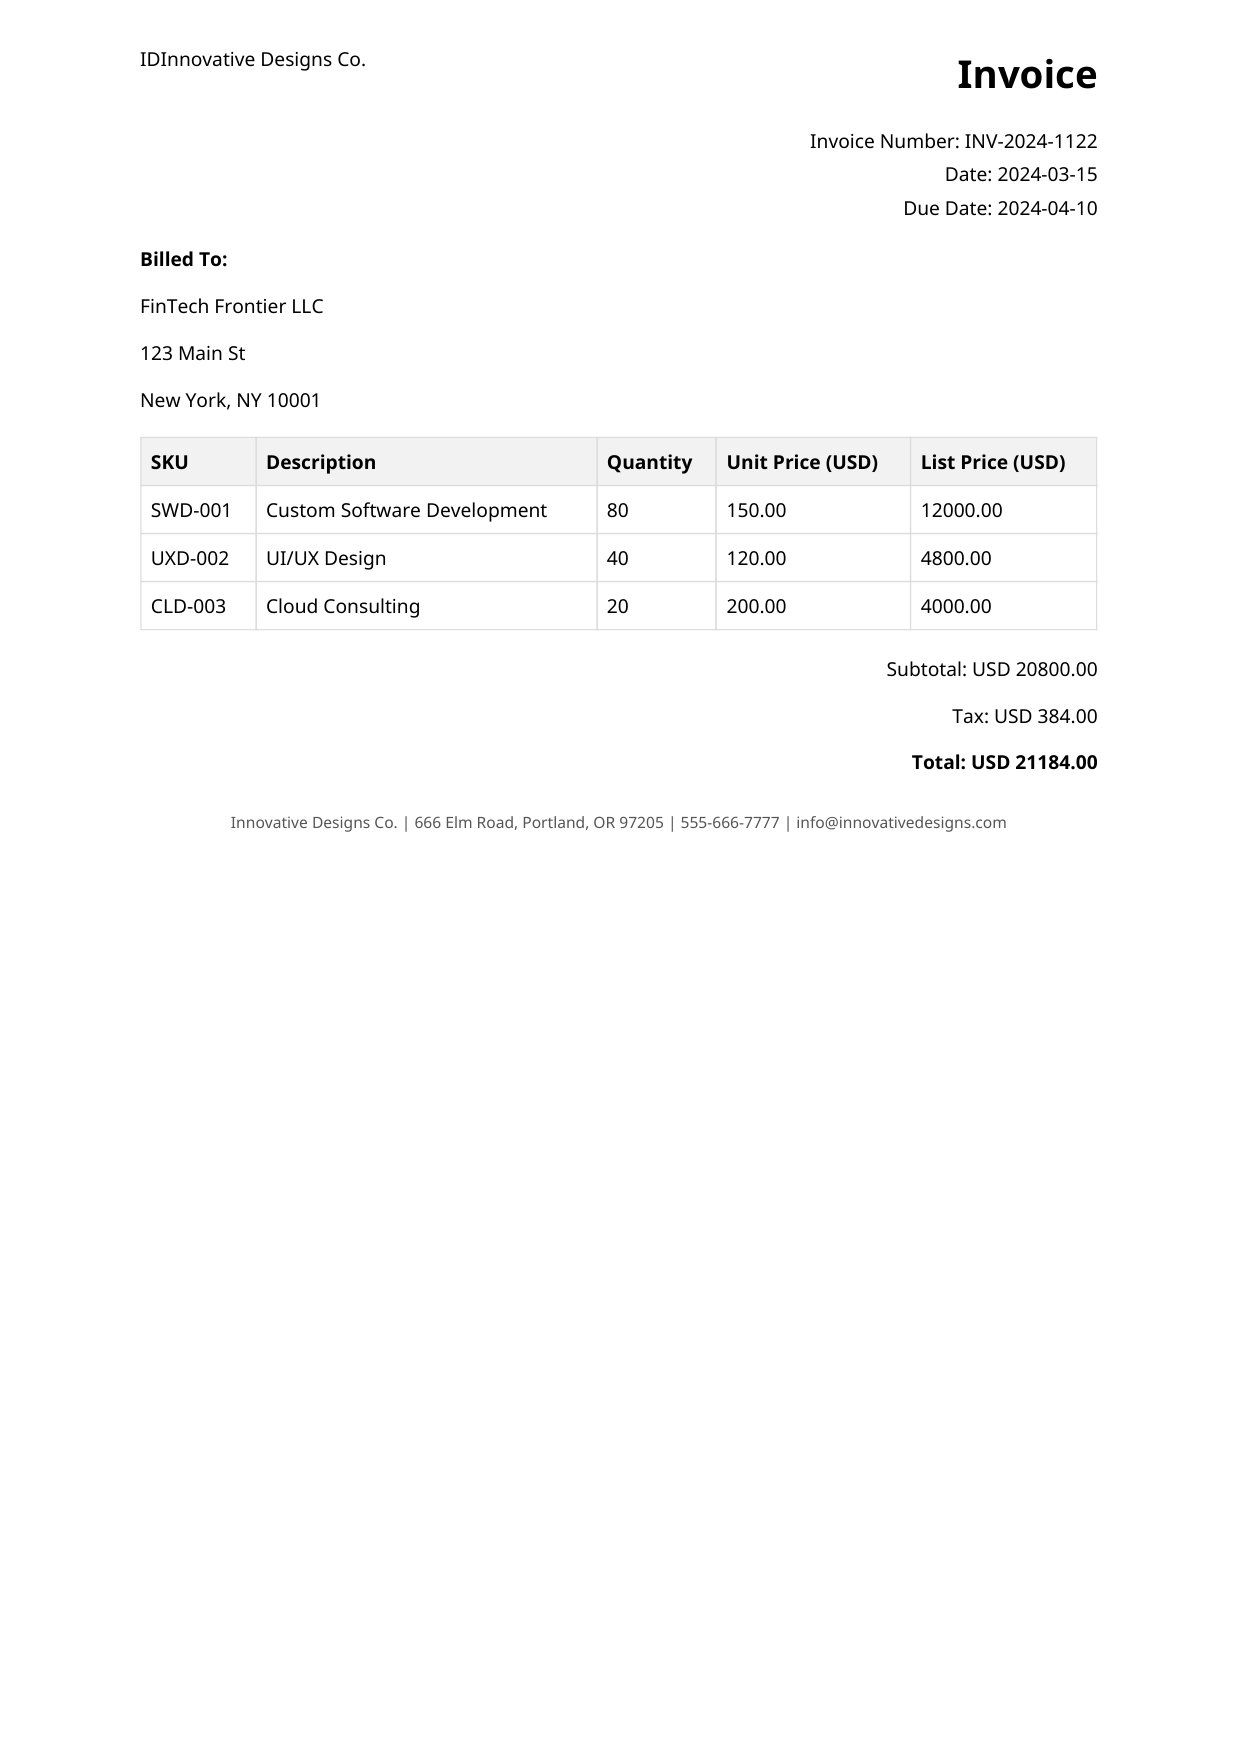 IDInnovative Designs Co.
Invoice
Invoice Number: INV-2024-1122
Date: 2024-03-15
Due Date: 2024-04-10
Billed To:
FinTech Frontier LLC
123 Main St
New York, NY 10001
SKU Description Quantity Unit Price (USD) List Price (USD)
SWD-001 Custom Software Development 80 150.00 12000.00
UXD-002 UI/UX Design 40 120.00 4800.00
CLD-003 Cloud Consulting 20 200.00 4000.00
Subtotal: USD 20800.00
Tax: USD 384.00
Total: USD 21184.00
Innovative Designs Co. | 666 Elm Road, Portland, OR 97205 | 555-666-7777 | info@innovativedesigns.com